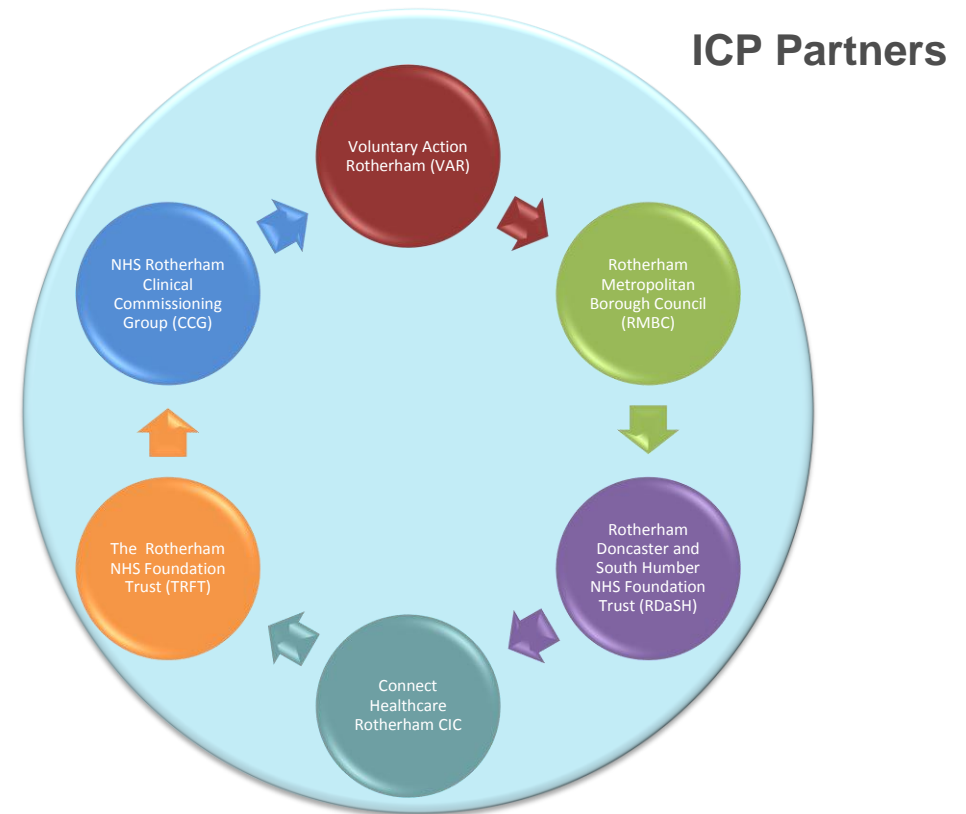 ICP Partners
Voluntary Action
Rotherham (VAR)
Rotherham
Metropolitan
Borough Council
(RMBC)
Rotherham
Doncaster and
South Humber
NHS Foundation
Trust (RDaSH)
Connect
Healthcare
Rotherham CIC
The Rotherham
NHS Foundation
Trust (TRFT)
NHS Rotherham
Clinical
Commissioning
Group (CCG)